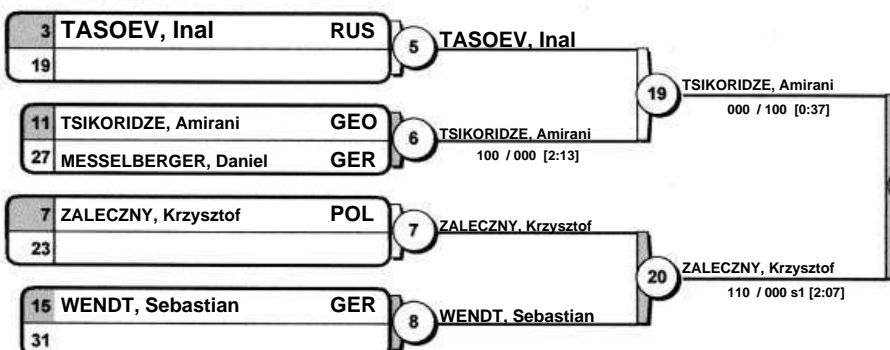 3 TASOEV, Inal RUS
19
5 TASOEV, Inal
11 TSIKORIDZE, Amirani GEO
27 MESSELBERGER, Daniel GER
6 TSIKORIDZE, Amirani
100 / 000 [2:13]
19 TSIKORIDZE, Amirani
000 / 100 [0:37]
7 ZALECZNY, Krzysztof POL
23
7 ZALECZNY, Krzysztof
15 WENDT, Sebastian GER
31
8 WENDT, Sebastian
20 ZALECZNY, Krzysztof
110 / 000 s1 [2:07]